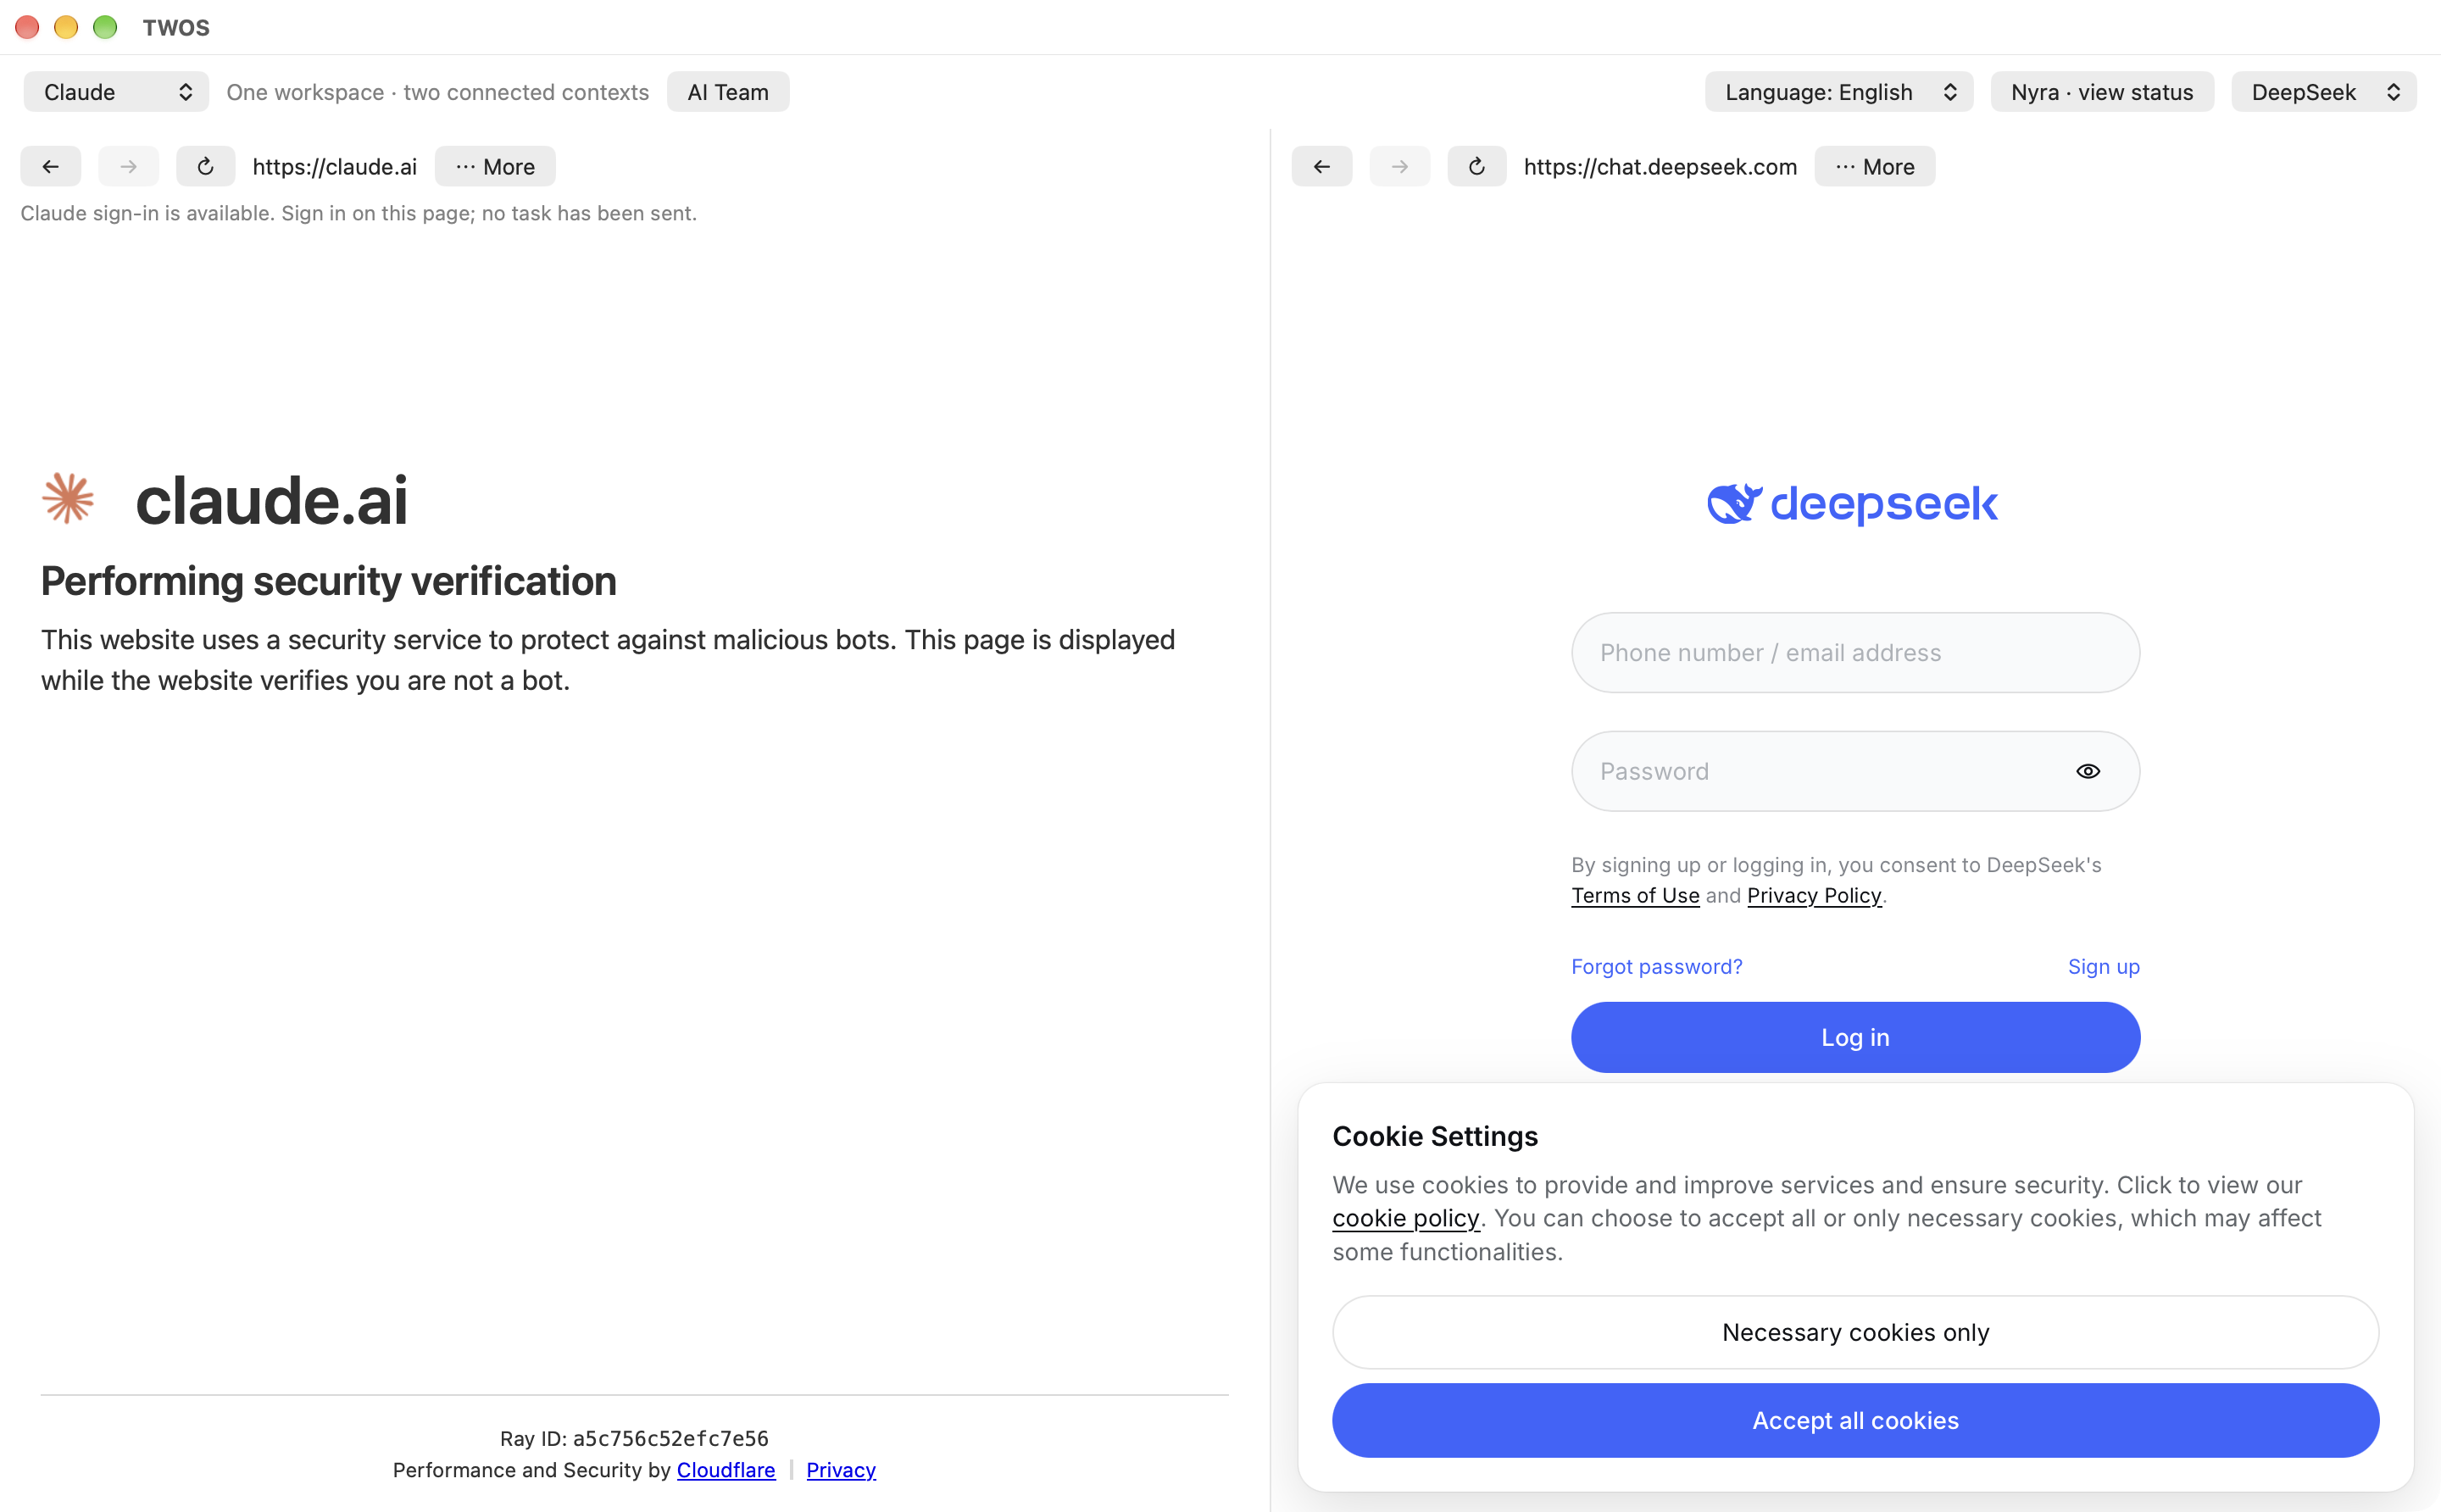 TWOS
Claude One workspace · two connected contexts AI Team Language: English Nyra · view status DeepSeek
https://claude.ai ··· More
Claude sign-in is available. Sign in on this page; no task has been sent.
claude.ai
Performing security verification
This website uses a security service to protect against malicious bots. This page is displayed
while the website verifies you are not a bot.
Ray ID: a5c756c52efc7e56
Performance and Security by Cloudflare | Privacy
https://chat.deepseek.com ··· More
deepseek
Phone number / email address
Password
By signing up or logging in, you consent to DeepSeek's
Terms of Use and Privacy Policy.
Forgot password? Sign up
Log in
Cookie Settings
We use cookies to provide and improve services and ensure security. Click to view our
cookie policy. You can choose to accept all or only necessary cookies, which may affect
some functionalities.
Necessary cookies only
Accept all cookies